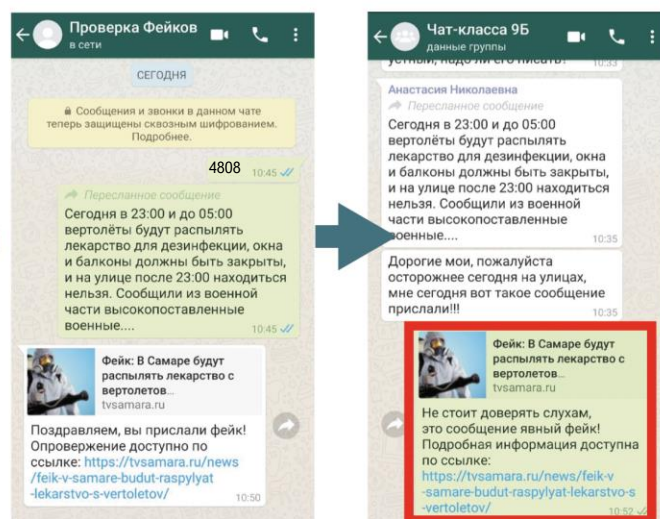 Проверка Фейков
в сети
СЕГОДНЯ
Сообщения и звонки в данном чате
теперь защищены сквозным шифрованием.
Подробнее.
4808 10:45
Пересланное сообщение
Сегодня в 23:00 и до 05:00
вертолёты будут распылять
лекарство для дезинфекции, окна
и балконы должны быть закрыты,
и на улице после 23:00 находиться
нельзя. Сообщили из военной
части высокопоставленные
военные....
10:45
Фейк: В Самаре будут
распылять лекарство с
вертолетов...
tvsamara.ru
Поздравляем, вы прислали фейк!
Опровержение доступно по
ссылке: https://tvsamara.ru/news
/feik-v-samare-budut-raspylyat
-lekarstvo-s-vertoletov/
10:50
Чат-класса 9Б
данные группы
устный, надо ли его писать? 10:33
Анастасия Николаевна
Пересланное сообщение
Сегодня в 23:00 и до 05:00
вертолёты будут распылять
лекарство для дезинфекции, окна
и балконы должны быть закрыты,
и на улице после 23:00 находиться
нельзя. Сообщили из военной
части высокопоставленные
военные....
10:35
Дорогие мои, пожалуйста
осторожнее сегодня на улицах,
мне сегодня вот такое сообщение
прислали!!!
10:35
Фейк: В Самаре будут
распылять лекарство с
вертолетов...
tvsamara.ru
Не стоит доверять слухам,
это сообщение явный фейк!
Подробная информация доступна
по ссылке:
https://tvsamara.ru/news/feik-v
-samare-budut-raspylyat-lekarstvo-s
-vertoletov/
10:52